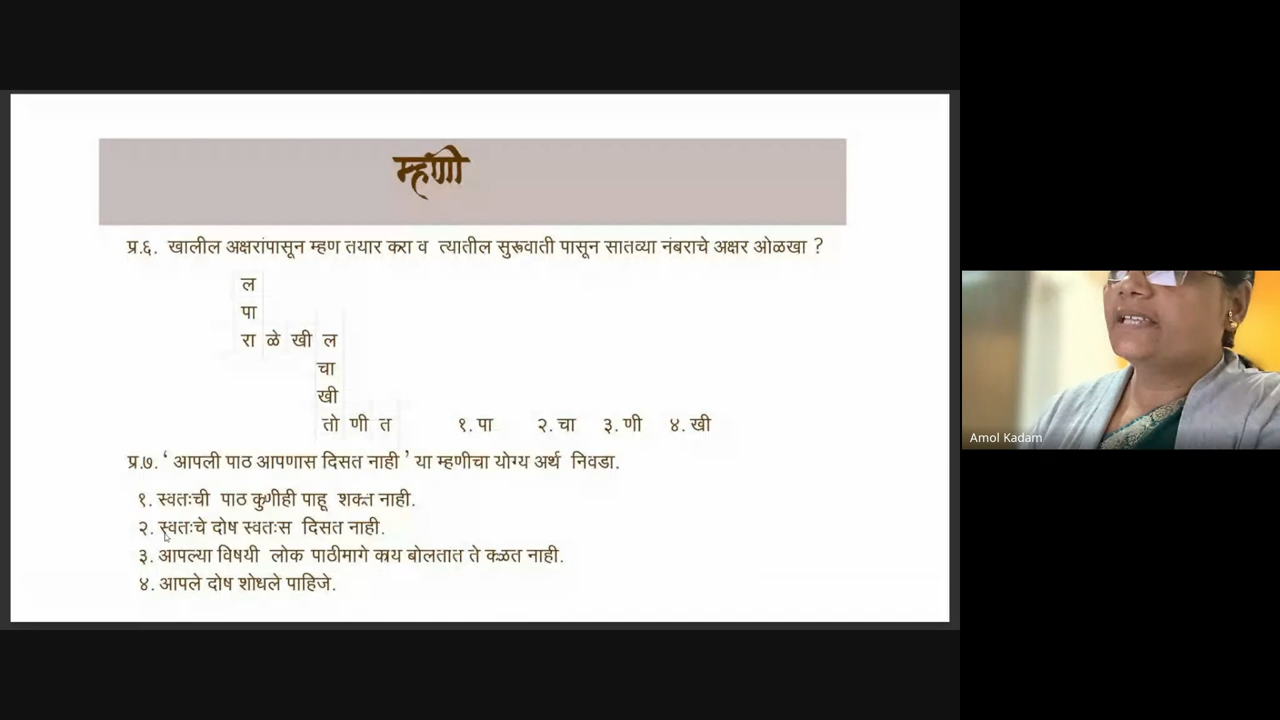 म्हणी
प्र.६. खालील अक्षरांपासून म्हण तयार करा व त्यातील सुरूवाती पासून सातव्या नंबराचे अक्षर ओळखा ?
ल
पा
रा ळे खी ल
चा
खी
तो णी त १. पा २. चा ३. णी ४. खी
प्र.७. ‘ आपली पाठ आपणास दिसत नाही ’ या म्हणीचा योग्य अर्थ निवडा.
१. स्वतःची पाठ कुणीही पाहू शकत नाही.
२. स्वतःचे दोष स्वतःस दिसत नाही.
३. आपल्या विषयी लोक पाठीमागे काय बोलतात ते कळत नाही.
४. आपले दोष शोधले पाहिजे.
Amol Kadam